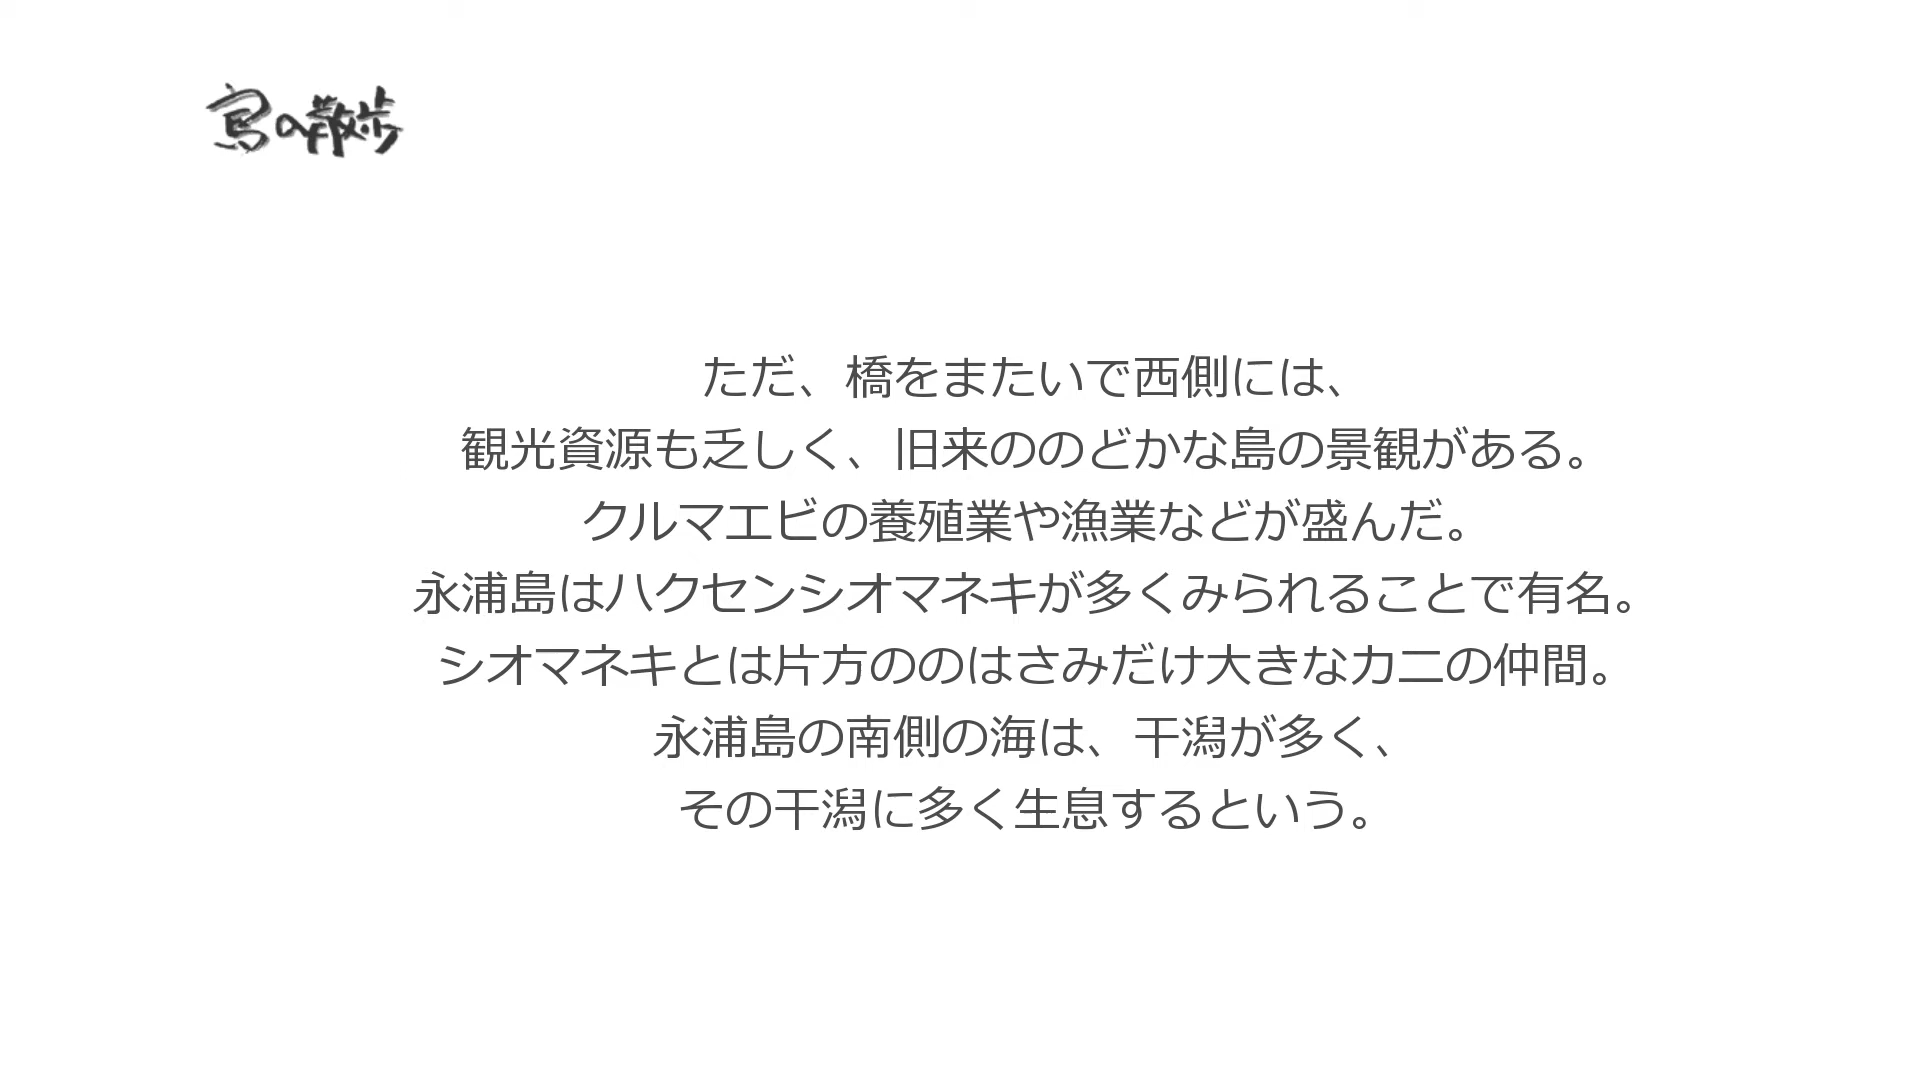 島の散歩
ただ、橋をまたいで西側には、
観光資源も乏しく、旧来ののどかな島の景観がある。
クルマエビの養殖業や漁業などが盛んだ。
永浦島はハクセンシオマネキが多くみられることで有名。
シオマネキとは片方ののはさみだけ大きなカニの仲間。
永浦島の南側の海は、干潟が多く、
その干潟に多く生息するという。